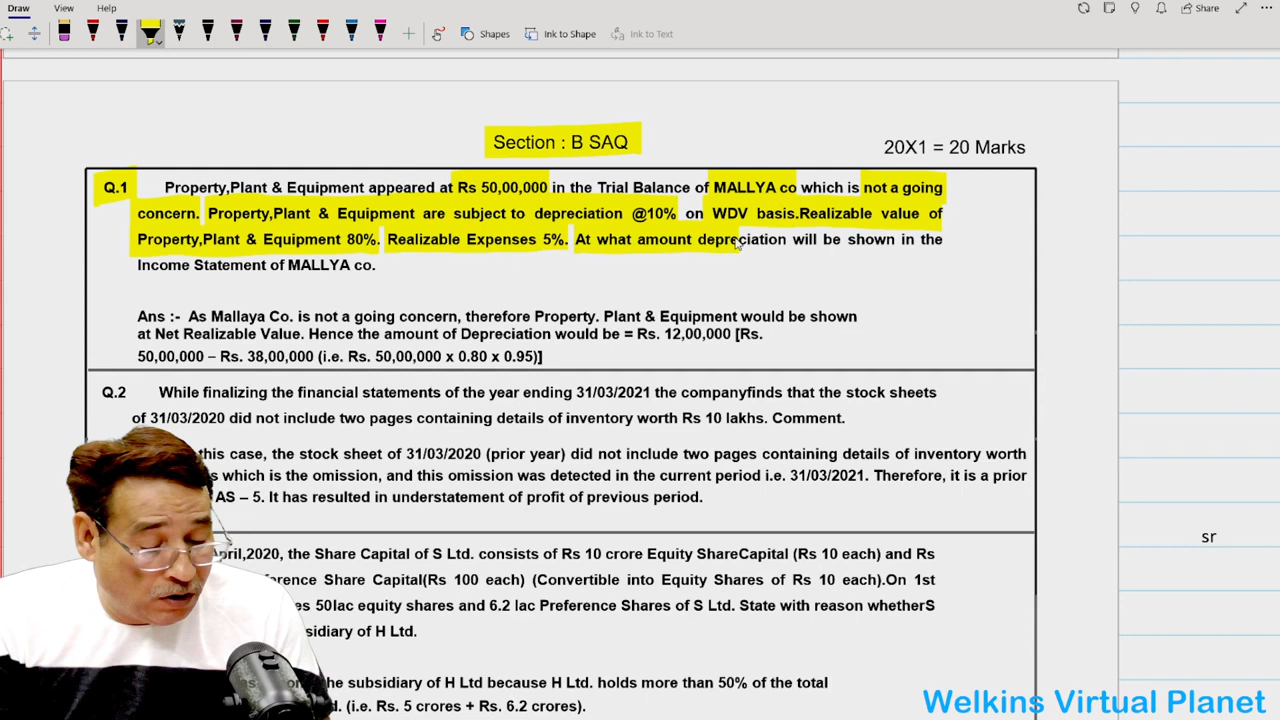 Draw View Help
Share
Shapes Ink to Shape Ink to Text
Section : B SAQ
20X1 = 20 Marks
Q.1 Property,Plant & Equipment appeared at Rs 50,00,000 in the Trial Balance of MALLYA co which is not a going
concern. Property,Plant & Equipment are subject to depreciation @10% on WDV basis.Realizable value of
Property,Plant & Equipment 80%. Realizable Expenses 5%. At what amount depreciation will be shown in the
Income Statement of MALLYA co.
Ans :- As Mallaya Co. is not a going concern, therefore Property. Plant & Equipment would be shown
at Net Realizable Value. Hence the amount of Depreciation would be = Rs. 12,00,000 [Rs.
50,00,000 – Rs. 38,00,000 (i.e. Rs. 50,00,000 x 0.80 x 0.95)]
Q.2 While finalizing the financial statements of the year ending 31/03/2021 the companyfinds that the stock sheets
of 31/03/2020 did not include two pages containing details of inventory worth Rs 10 lakhs. Comment.
this case, the stock sheet of 31/03/2020 (prior year) did not include two pages containing details of inventory worth
s which is the omission, and this omission was detected in the current period i.e. 31/03/2021. Therefore, it is a prior
AS – 5. It has resulted in understatement of profit of previous period.
sr
April,2020, the Share Capital of S Ltd. consists of Rs 10 crore Equity ShareCapital (Rs 10 each) and Rs
Share Capital(Rs 100 each) (Convertible into Equity Shares of Rs 10 each).On 1st
50lac equity shares and 6.2 lac Preference Shares of S Ltd. State with reason whetherS
of H Ltd.
the subsidiary of H Ltd because H Ltd. holds more than 50% of the total
(i.e. Rs. 5 crores + Rs. 6.2 crores).
Welkins Virtual Planet